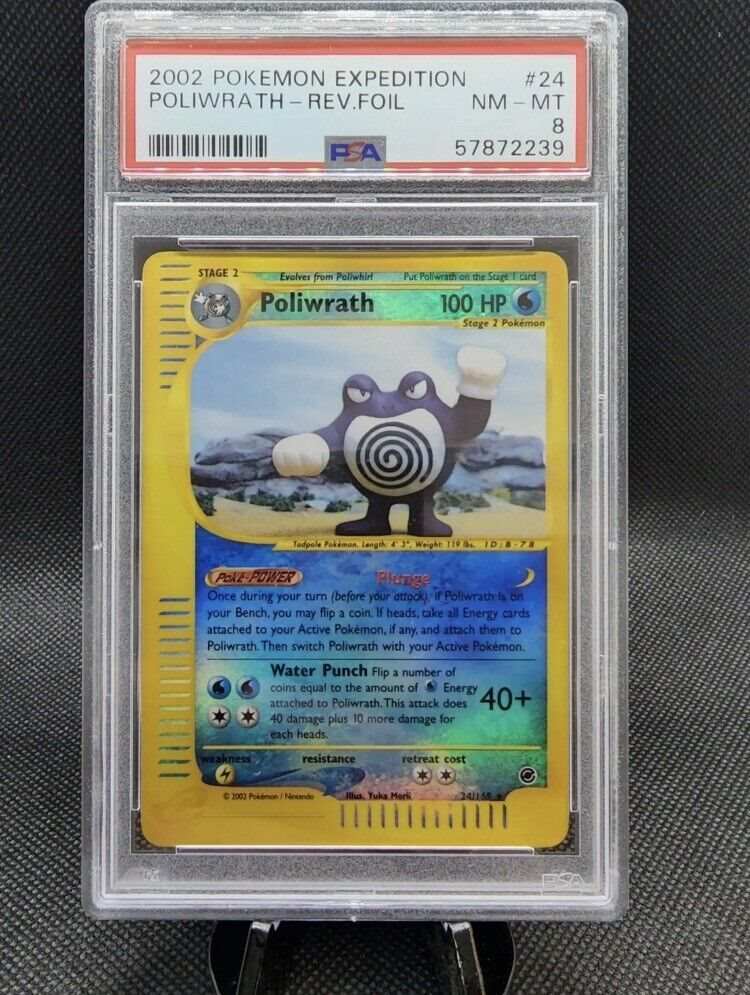 2002 POKEMON EXPEDITION #24
POLIWRATH - REV.FOIL NM - MT
8
PSA 57872239
STAGE 2 Evolves from Poliwhirl Put Poliwrath on the Stage 1 card
Poliwrath 100 HP
Stage 2 Pokémon
Tadpole Pokémon. Length: 4' 3", Weight: 119 lbs. ID: B-78
Poké-POWER Plunge
Once during your turn (before your attack), if Poliwrath is on
your Bench, you may flip a coin. If heads, take all Energy cards
attached to your Active Pokémon, if any, and attach them to
Poliwrath. Then switch Poliwrath with your Active Pokémon.
Water Punch Flip a number of
coins equal to the amount of Energy
attached to Poliwrath. This attack does 40+
40 damage plus 10 more damage for
each heads.
weakness resistance retreat cost
© 2002 Pokémon / Nintendo Illus. Yuka Morii 24/165 ★
PSA